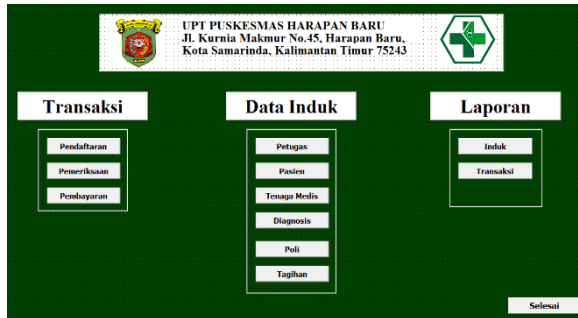 UPT PUSKESMAS HARAPAN BARU
Jl. Kurnia Makmur No.45, Harapan Baru,
Kota Samarinda, Kalimantan Timur 75243
Transaksi
Pendaftaran
Pemeriksaan
Pembayaran
Data Induk
Petugas
Pasien
Tenaga Medis
Diagnosis
Poli
Tagihan
Laporan
Induk
Transaksi
Selesai